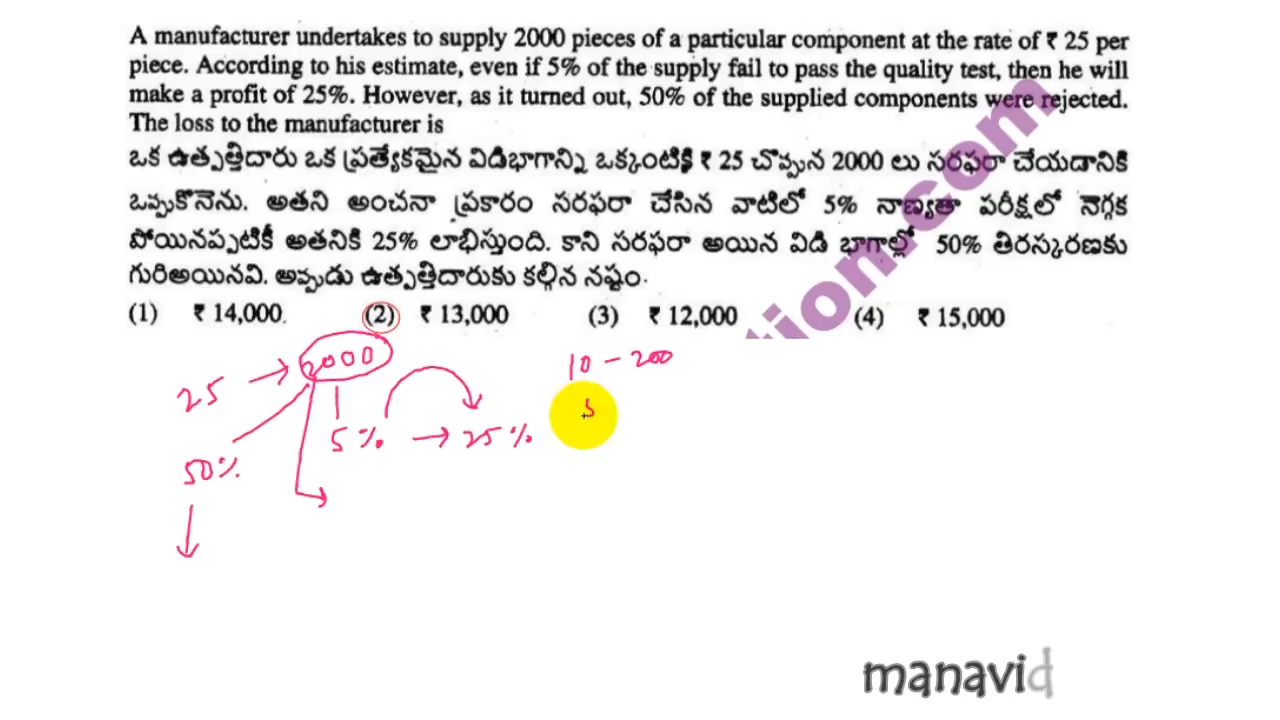 A manufacturer undertakes to supply 2000 pieces of a particular component at the rate of ₹ 25 per
piece. According to his estimate, even if 5% of the supply fail to pass the quality test, then he will
make a profit of 25%. However, as it turned out, 50% of the supplied components were rejected.
The loss to the manufacturer is
ఒక ఉత్పత్తిదారు ఒక ప్రత్యేకమైన విడిభాగాన్ని ఒక్కంటికి ₹ 25 చొప్పున 2000 లు సరఫరా చేయడానికి
ఒప్పుకొనెను. అతని అంచనా ప్రకారం సరఫరా చేసిన వాటిలో 5% నాణ్యతా పరీక్షలో నెగ్గక
పోయినప్పటికీ అతనికి 25% లాభిస్తుంది. కాని సరఫరా అయిన విడి భాగాల్లో 50% తిరస్కరణకు
గురిఅయినవి. అప్పుడు ఉత్పత్తిదారుకు కల్గిన నష్టం.
(1) ₹ 14,000. (2) ₹ 13,000 (3) ₹ 12,000 (4) ₹ 15,000
tion.com
25 → 2000 10 - 200
5% → 25% 5
50%
manavid